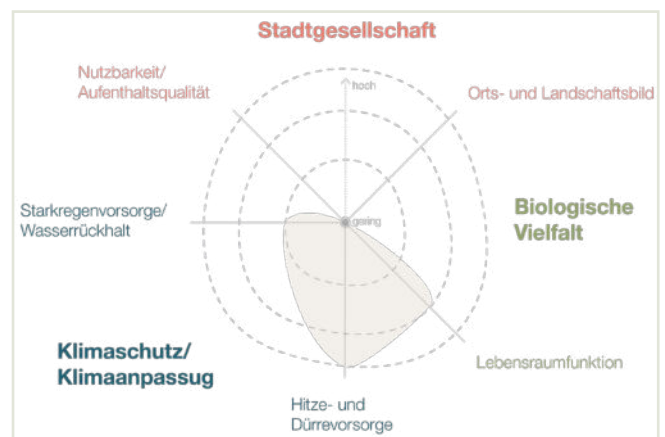 Stadtgesellschaft
Nutzbarkeit/
Aufenthaltsqualität
hoch
Orts- und Landschaftsbild
Starkregenvorsorge/
Wasserrückhalt
gering
Biologische
Vielfalt
Klimaschutz/
Klimaanpassug
Lebensraumfunktion
Hitze- und
Dürrevorsorge